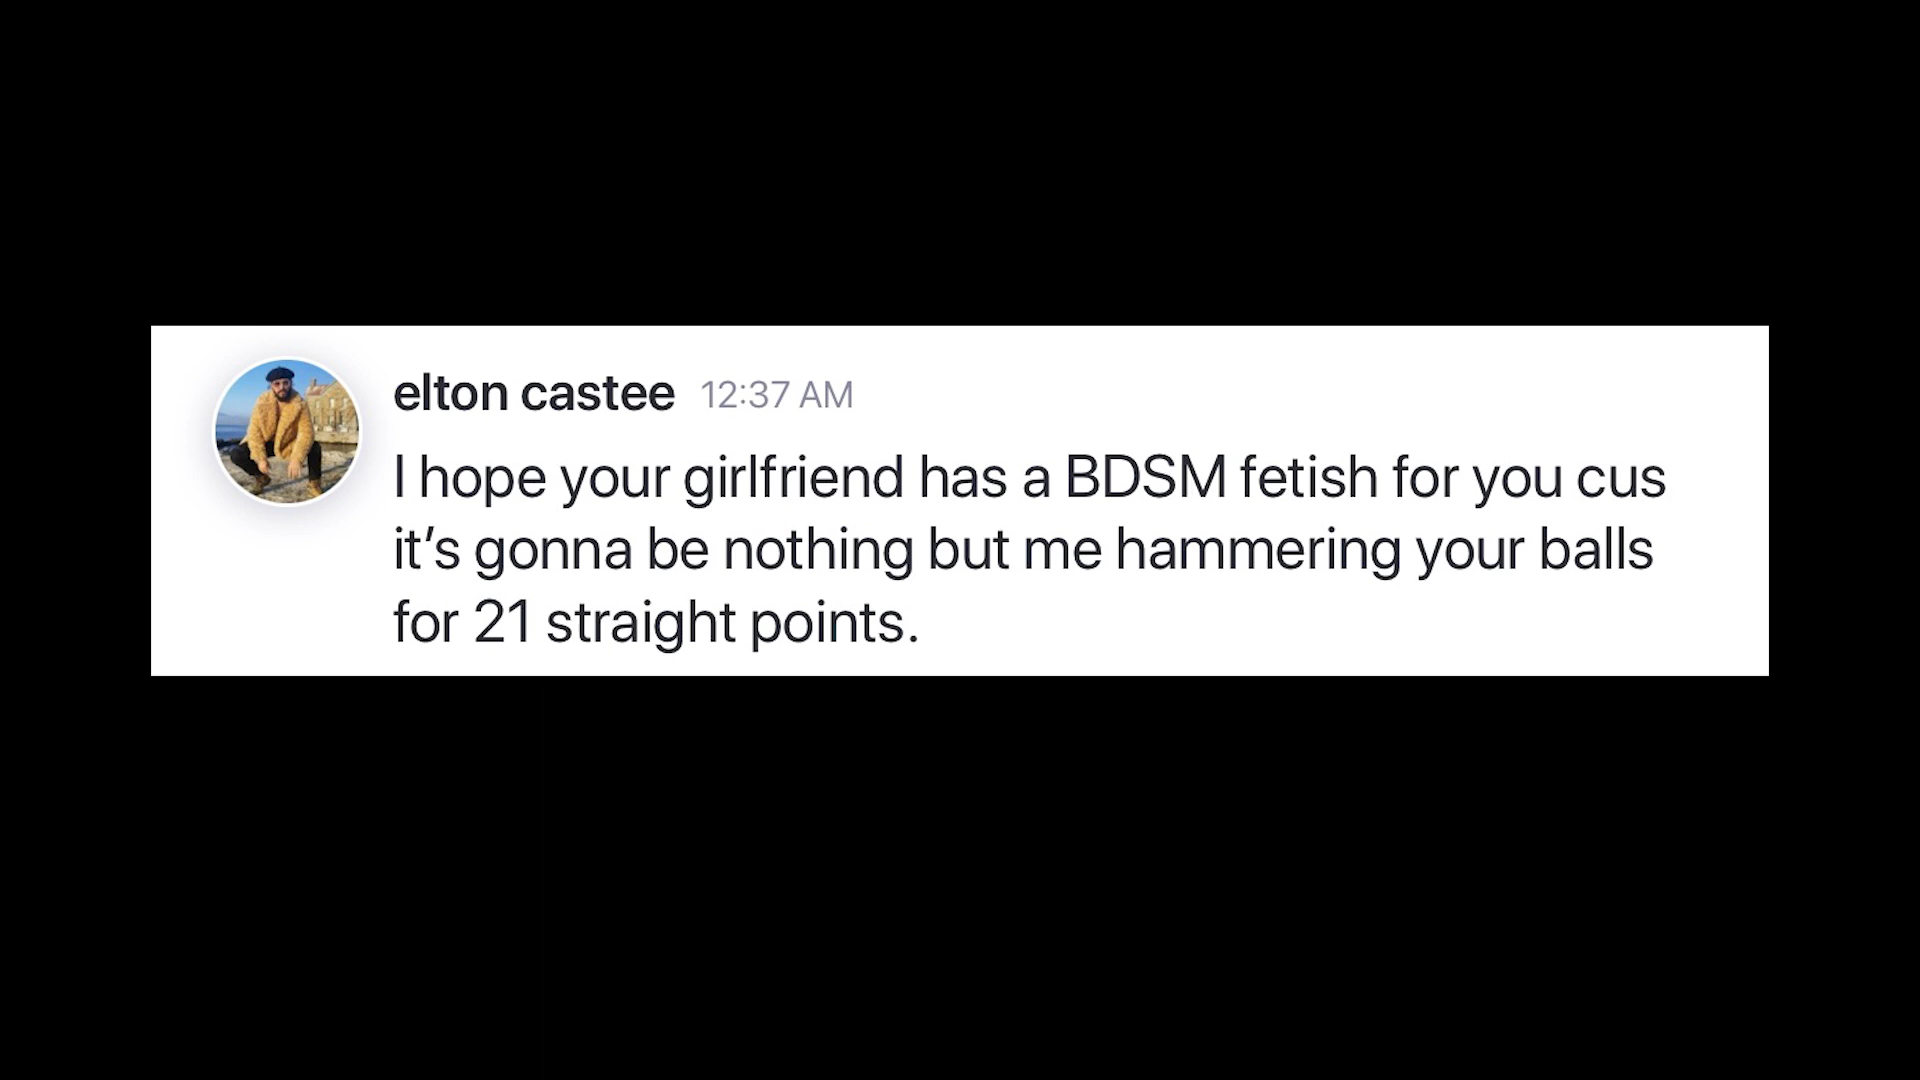 elton castee 12:37 AM
I hope your girlfriend has a BDSM fetish for you cus
it’s gonna be nothing but me hammering your balls
for 21 straight points.